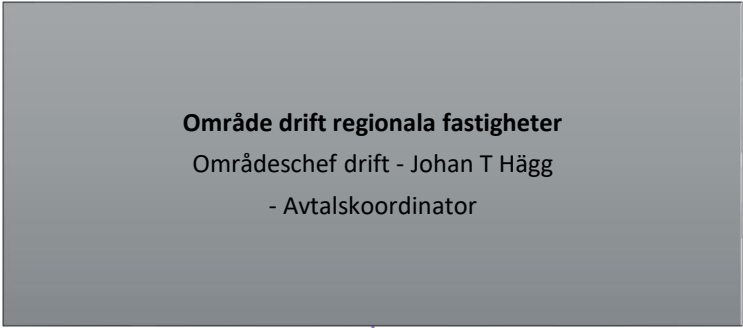 Område drift regionala fastigheter
Områdeschef drift - Johan T Hägg
- Avtalskoordinator